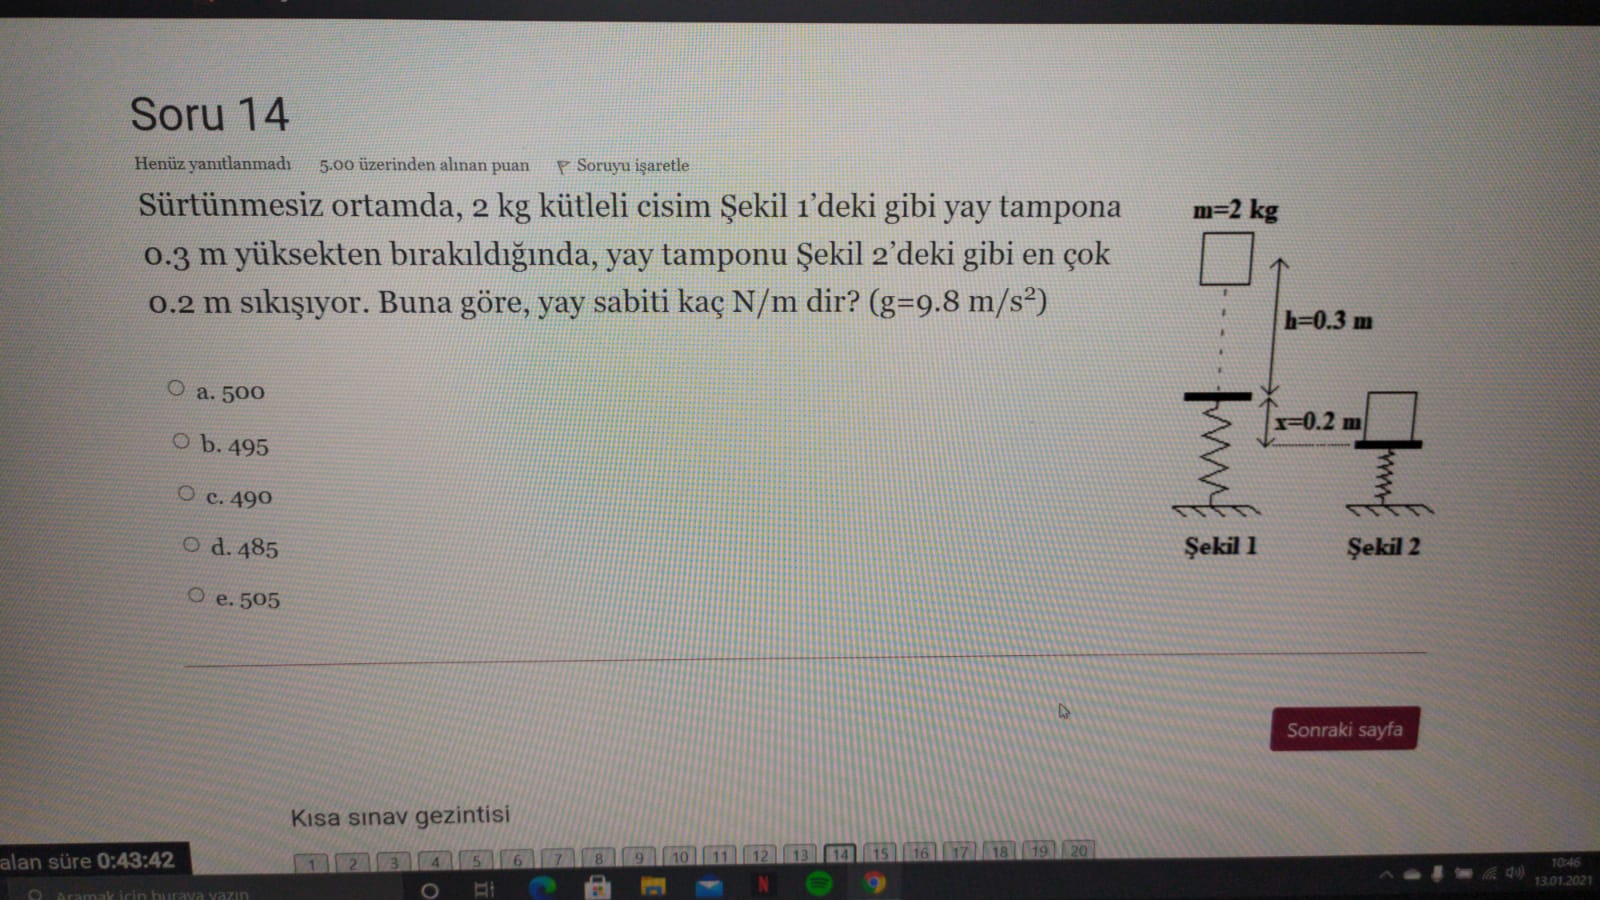 Soru 14
Henüz yanıtlanmadı 5.00 üzerinden alınan puan Soruyu işaretle
Sürtünmesiz ortamda, 2 kg kütleli cisim Şekil 1'deki gibi yay tampona
0.3 m yüksekten bırakıldığında, yay tamponu Şekil 2'deki gibi en çok
0.2 m sıkışıyor. Buna göre, yay sabiti kaç N/m dir? (g=9.8 m/s²)
m=2 kg
h=0.3 m
x=0.2 m
Şekil 1
Şekil 2
a. 500
b. 495
c. 490
d. 485
e. 505
Sonraki sayfa
Kısa sınav gezintisi
1 2 3 4 5 6 7 8 9 10 11 12 13 14 15 16 17 18 19 20
alan süre 0:43:42
Aramak için buraya yazın
N
10:46
13.01.2021